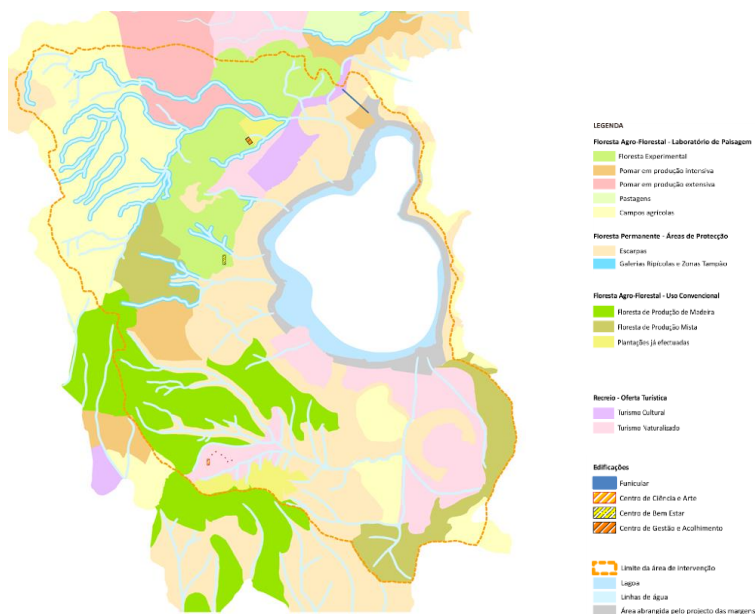 LEGENDA
Floresta Agro-Florestal - Laboratório de Paisagem
Floresta Experimental
Pomar em produção intensiva
Pomar em produção extensiva
Pastagens
Campos agrícolas
Floresta Permanente - Áreas de Protecção
Escarpas
Galerias Ripícolas e Zonas Tampão
Floresta Agro-Florestal - Uso Convencional
Floresta de Produção de Madeira
Floresta de Produção Mista
Plantações já efectuadas
Recreio - Oferta Turística
Turismo Cultural
Turismo Naturalizado
Edificações
Funicular
Centro de Ciência e Arte
Centro de Bem Estar
Centro de Gestão e Acolhimento
Limite da área de intervenção
Lagoa
Linhas de água
Área abrangida pelo projecto das margens